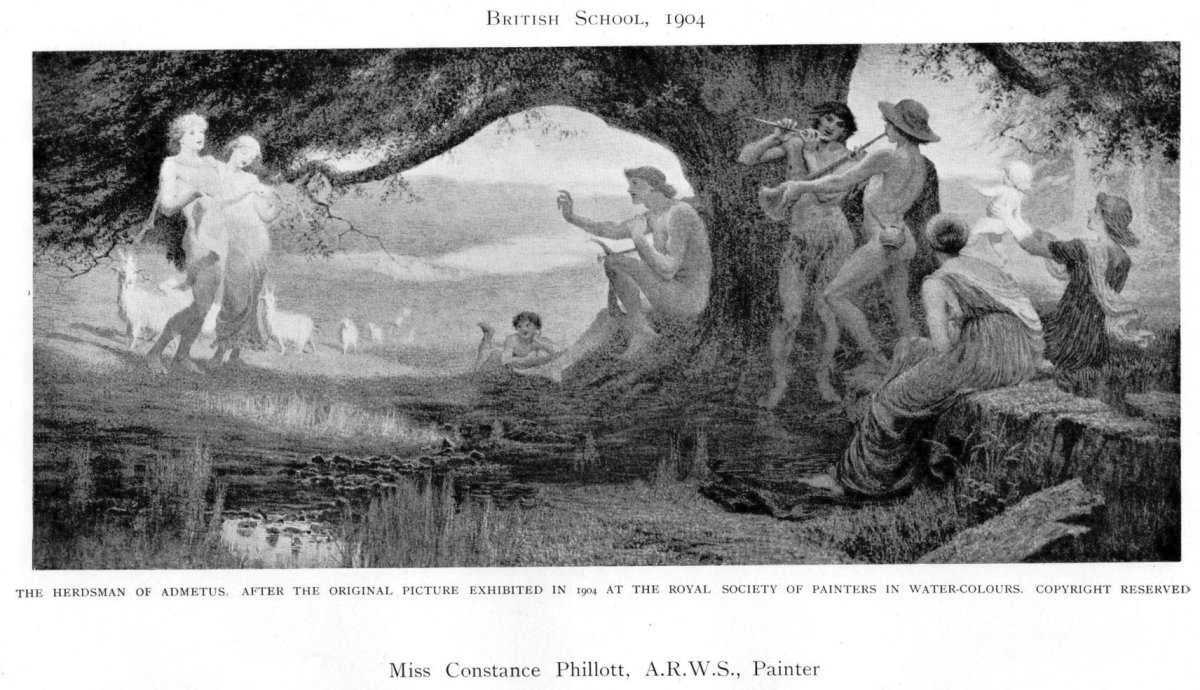 British School, 1904
THE HERDSMAN OF ADMETUS. AFTER THE ORIGINAL PICTURE EXHIBITED IN 1904 AT THE ROYAL SOCIETY OF PAINTERS IN WATER-COLOURS. COPYRIGHT RESERVED
Miss Constance Phillott, A.R.W.S., Painter